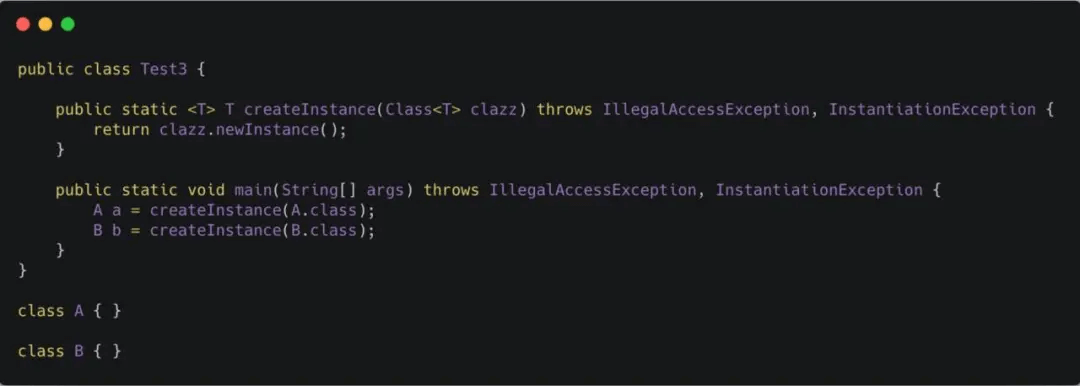 public class Test3 {
public static <T> T createInstance(Class<T> clazz) throws IllegalAccessException, InstantiationException {
return clazz.newInstance();
}
public static void main(String[] args) throws IllegalAccessException, InstantiationException {
A a = createInstance(A.class);
B b = createInstance(B.class);
}
}
class A { }
class B { }